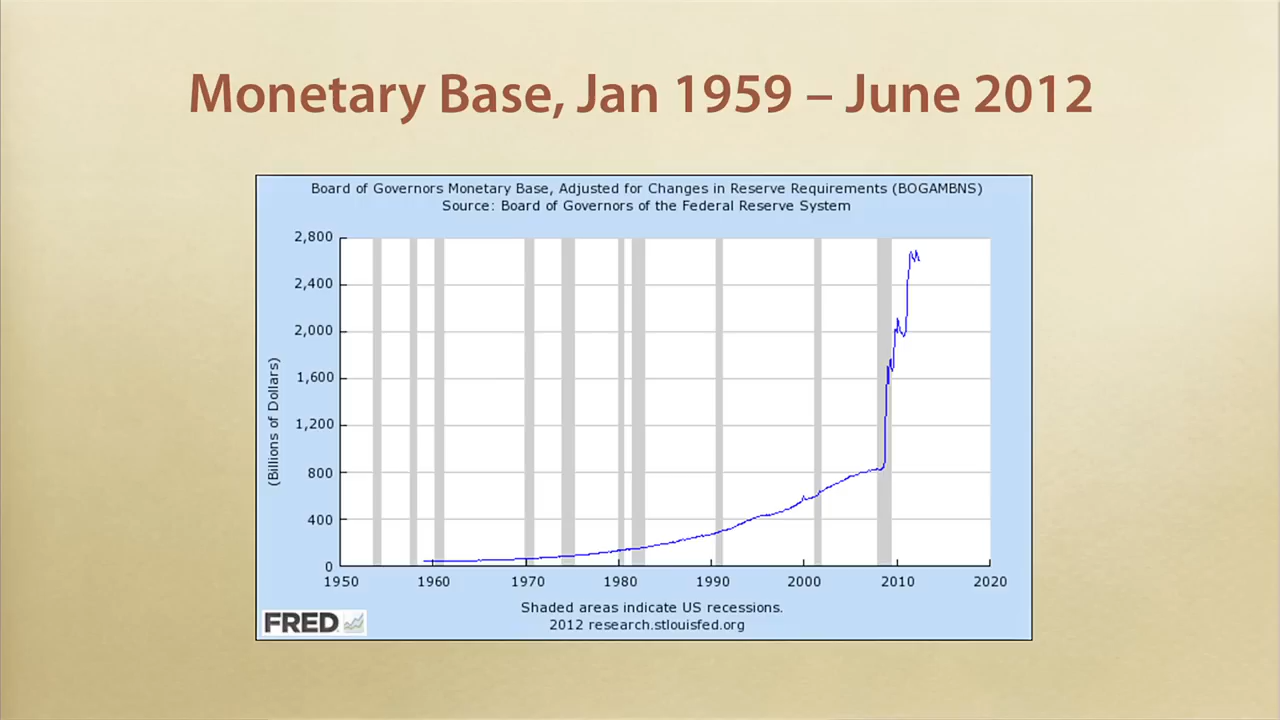 Monetary Base, Jan 1959 – June 2012
Board of Governors Monetary Base, Adjusted for Changes in Reserve Requirements (BOGAMBNS)
Source: Board of Governors of the Federal Reserve System
(Billions of Dollars)
2,800
2,400
2,000
1,600
1,200
800
400
0
1950 1960 1970 1980 1990 2000 2010 2020
Shaded areas indicate US recessions.
2012 research.stlouisfed.org
FRED